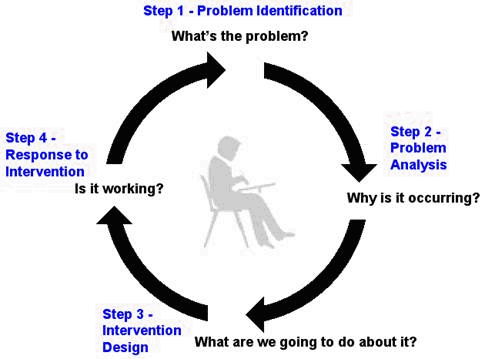 Step 1 - Problem Identification
What's the problem?
Step 2 -
Problem
Analysis
Why is it occurring?
Step 3 -
Intervention
Design
What are we going to do about it?
Step 4 -
Response to
Intervention
Is it working?